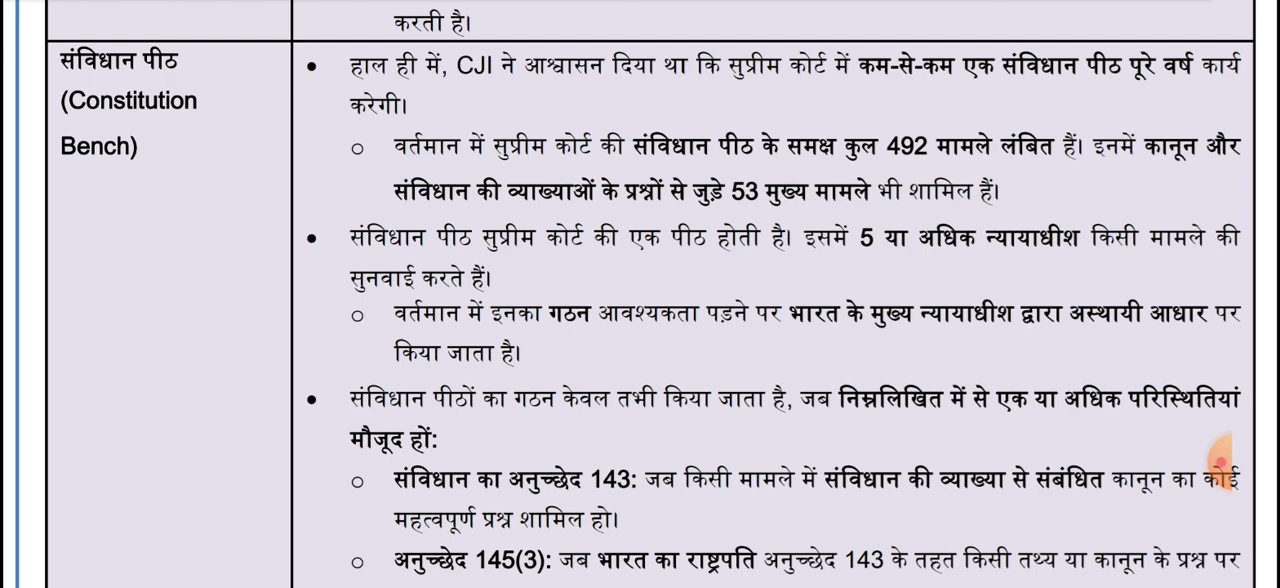 करती है।
संविधान पीठ
(Constitution
Bench)
• हाल ही में, CJI ने आश्वासन दिया था कि सुप्रीम कोर्ट में कम-से-कम एक संविधान पीठ पूरे वर्ष कार्य
करेगी।
o वर्तमान में सुप्रीम कोर्ट की संविधान पीठ के समक्ष कुल 492 मामले लंबित हैं। इनमें कानून और
संविधान की व्याख्याओं के प्रश्नों से जुड़े 53 मुख्य मामले भी शामिल हैं।
• संविधान पीठ सुप्रीम कोर्ट की एक पीठ होती है। इसमें 5 या अधिक न्यायाधीश किसी मामले की
सुनवाई करते हैं।
o वर्तमान में इनका गठन आवश्यकता पड़ने पर भारत के मुख्य न्यायाधीश द्वारा अस्थायी आधार पर
किया जाता है।
• संविधान पीठों का गठन केवल तभी किया जाता है, जब निम्नलिखित में से एक या अधिक परिस्थितियां
मौजूद हों:
o संविधान का अनुच्छेद 143: जब किसी मामले में संविधान की व्याख्या से संबंधित कानून का कोई
महत्वपूर्ण प्रश्न शामिल हो।
o अनुच्छेद 145(3): जब भारत का राष्ट्रपति अनुच्छेद 143 के तहत किसी तथ्य या कानून के प्रश्न पर